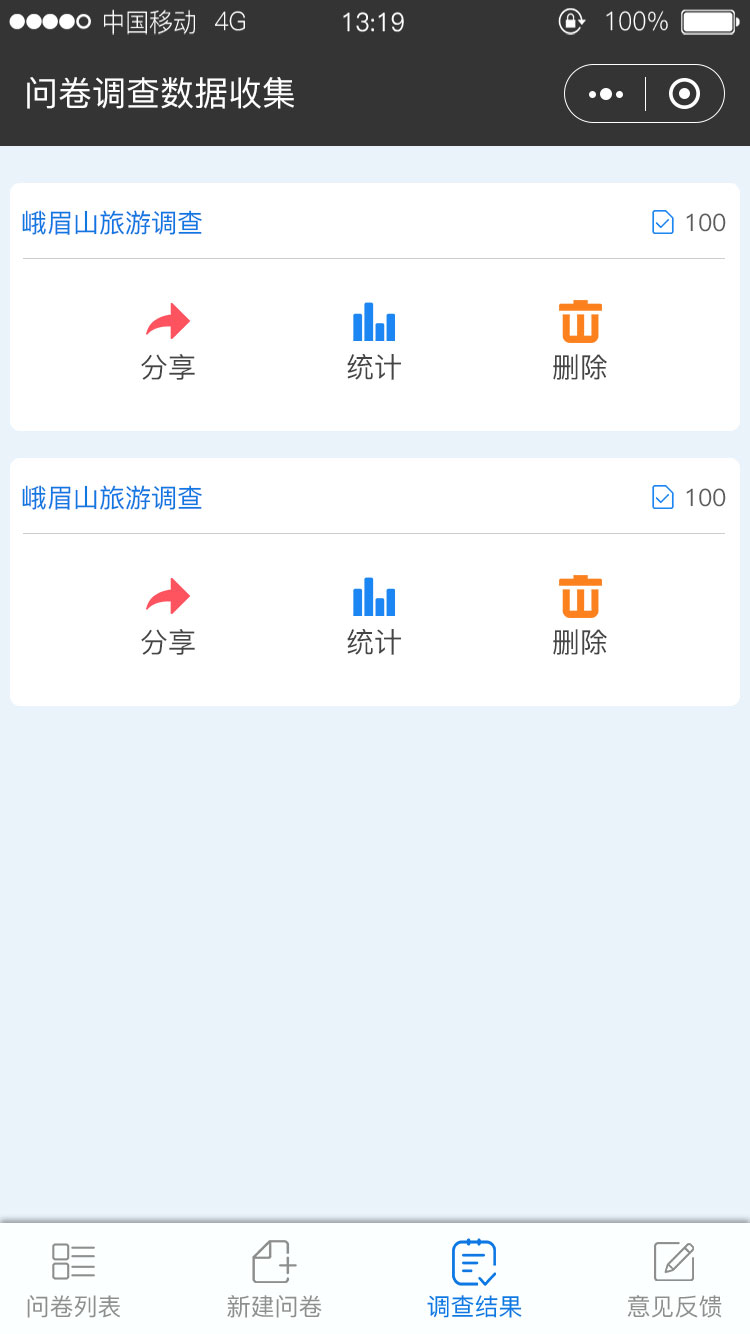 中国移动 4G 13:19 100%
问卷调查数据收集
峨眉山旅游调查 100
分享 统计 删除
峨眉山旅游调查 100
分享 统计 删除
问卷列表 新建问卷 调查结果 意见反馈